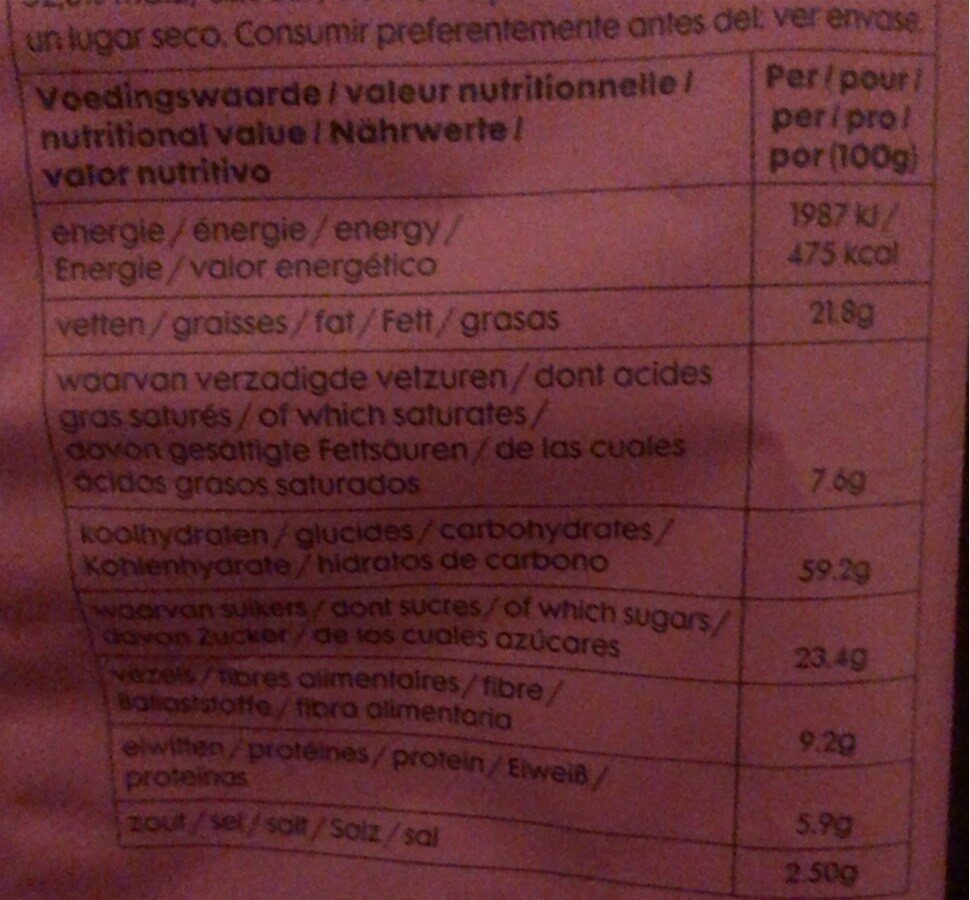 un lugar seco. Consumir preferentemente antes del: ver envase.
Voedingswaarde / valeur nutritionnelle /
nutritional value / Nährwerte /
valor nutritivo
Per / pour /
per / pro /
por (100g)
energie / énergie / energy /
Energie / valor energético
1987 kJ /
475 kcal
vetten / graisses / fat / Fett / grasas
21.8g
waarvan verzadigde vetzuren / dont acides
gras saturés / of which saturates /
davon gesättigte Fettsäuren / de las cuales
ácidos grasos saturados
7.6g
koolhydraten / glucides / carbohydrates /
Kohlenhydrate / hidratos de carbono
59.2g
waarvan suikers / dont sucres / of which sugars /
davon Zucker / de los cuales azúcares
23.4g
vezels / fibres alimentaires / fibre /
Ballaststoffe / fibra alimentaria
9.2g
eiwitten / protéines / protein / Eiweiß /
proteínas
5.9g
zout / sel / salt / Salz / sal
2.50g